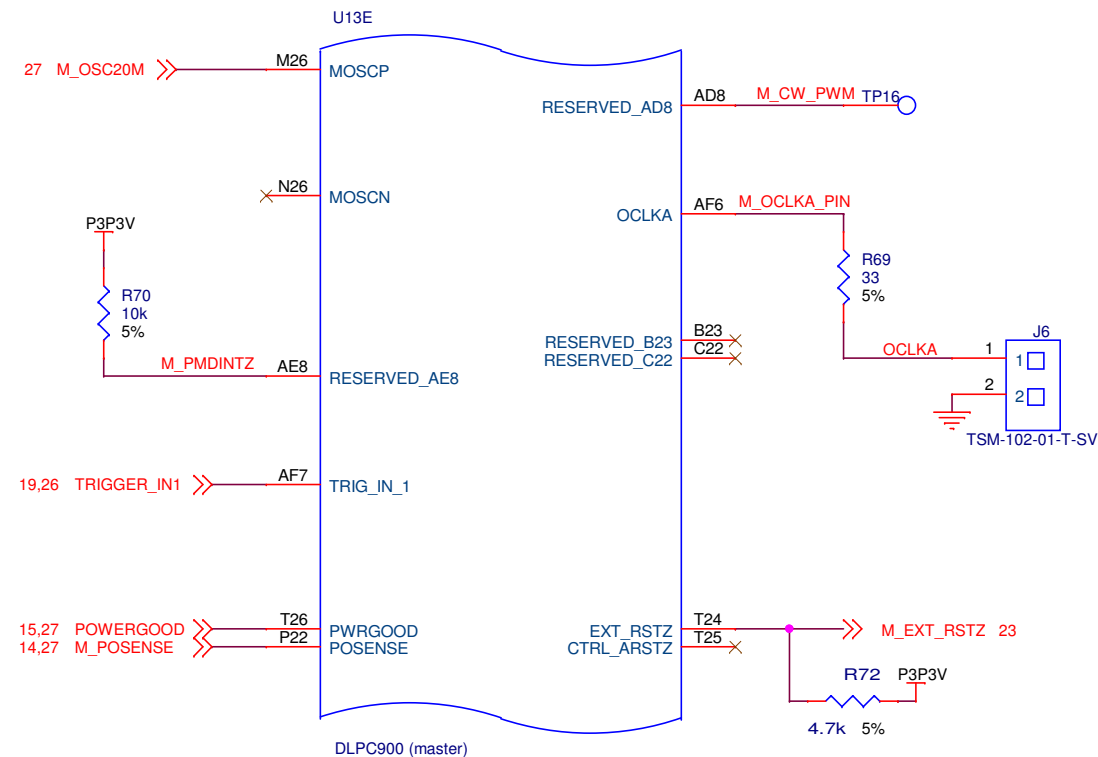 U13E
27 M_OSC20M M26 MOSCP
RESERVED_AD8 AD8 M_CW_PWM TP16
N26 MOSCN
OCLKA AF6 M_OCLKA_PIN
P3P3V
R70
10k
5%
R69
33
5%
RESERVED_B23 B23
RESERVED_C22 C22
M_PMDINTZ AE8 RESERVED_AE8
OCLKA 1 1
J6
2 2
TSM-102-01-T-SV
19,26 TRIGGER_IN1 AF7 TRIG_IN_1
15,27 POWERGOOD T26 PWRGOOD
14,27 M_POSENSE P22 POSENSE
EXT_RSTZ T24 M_EXT_RSTZ 23
CTRL_ARSTZ T25
R72 P3P3V
4.7k 5%
DLPC900 (master)